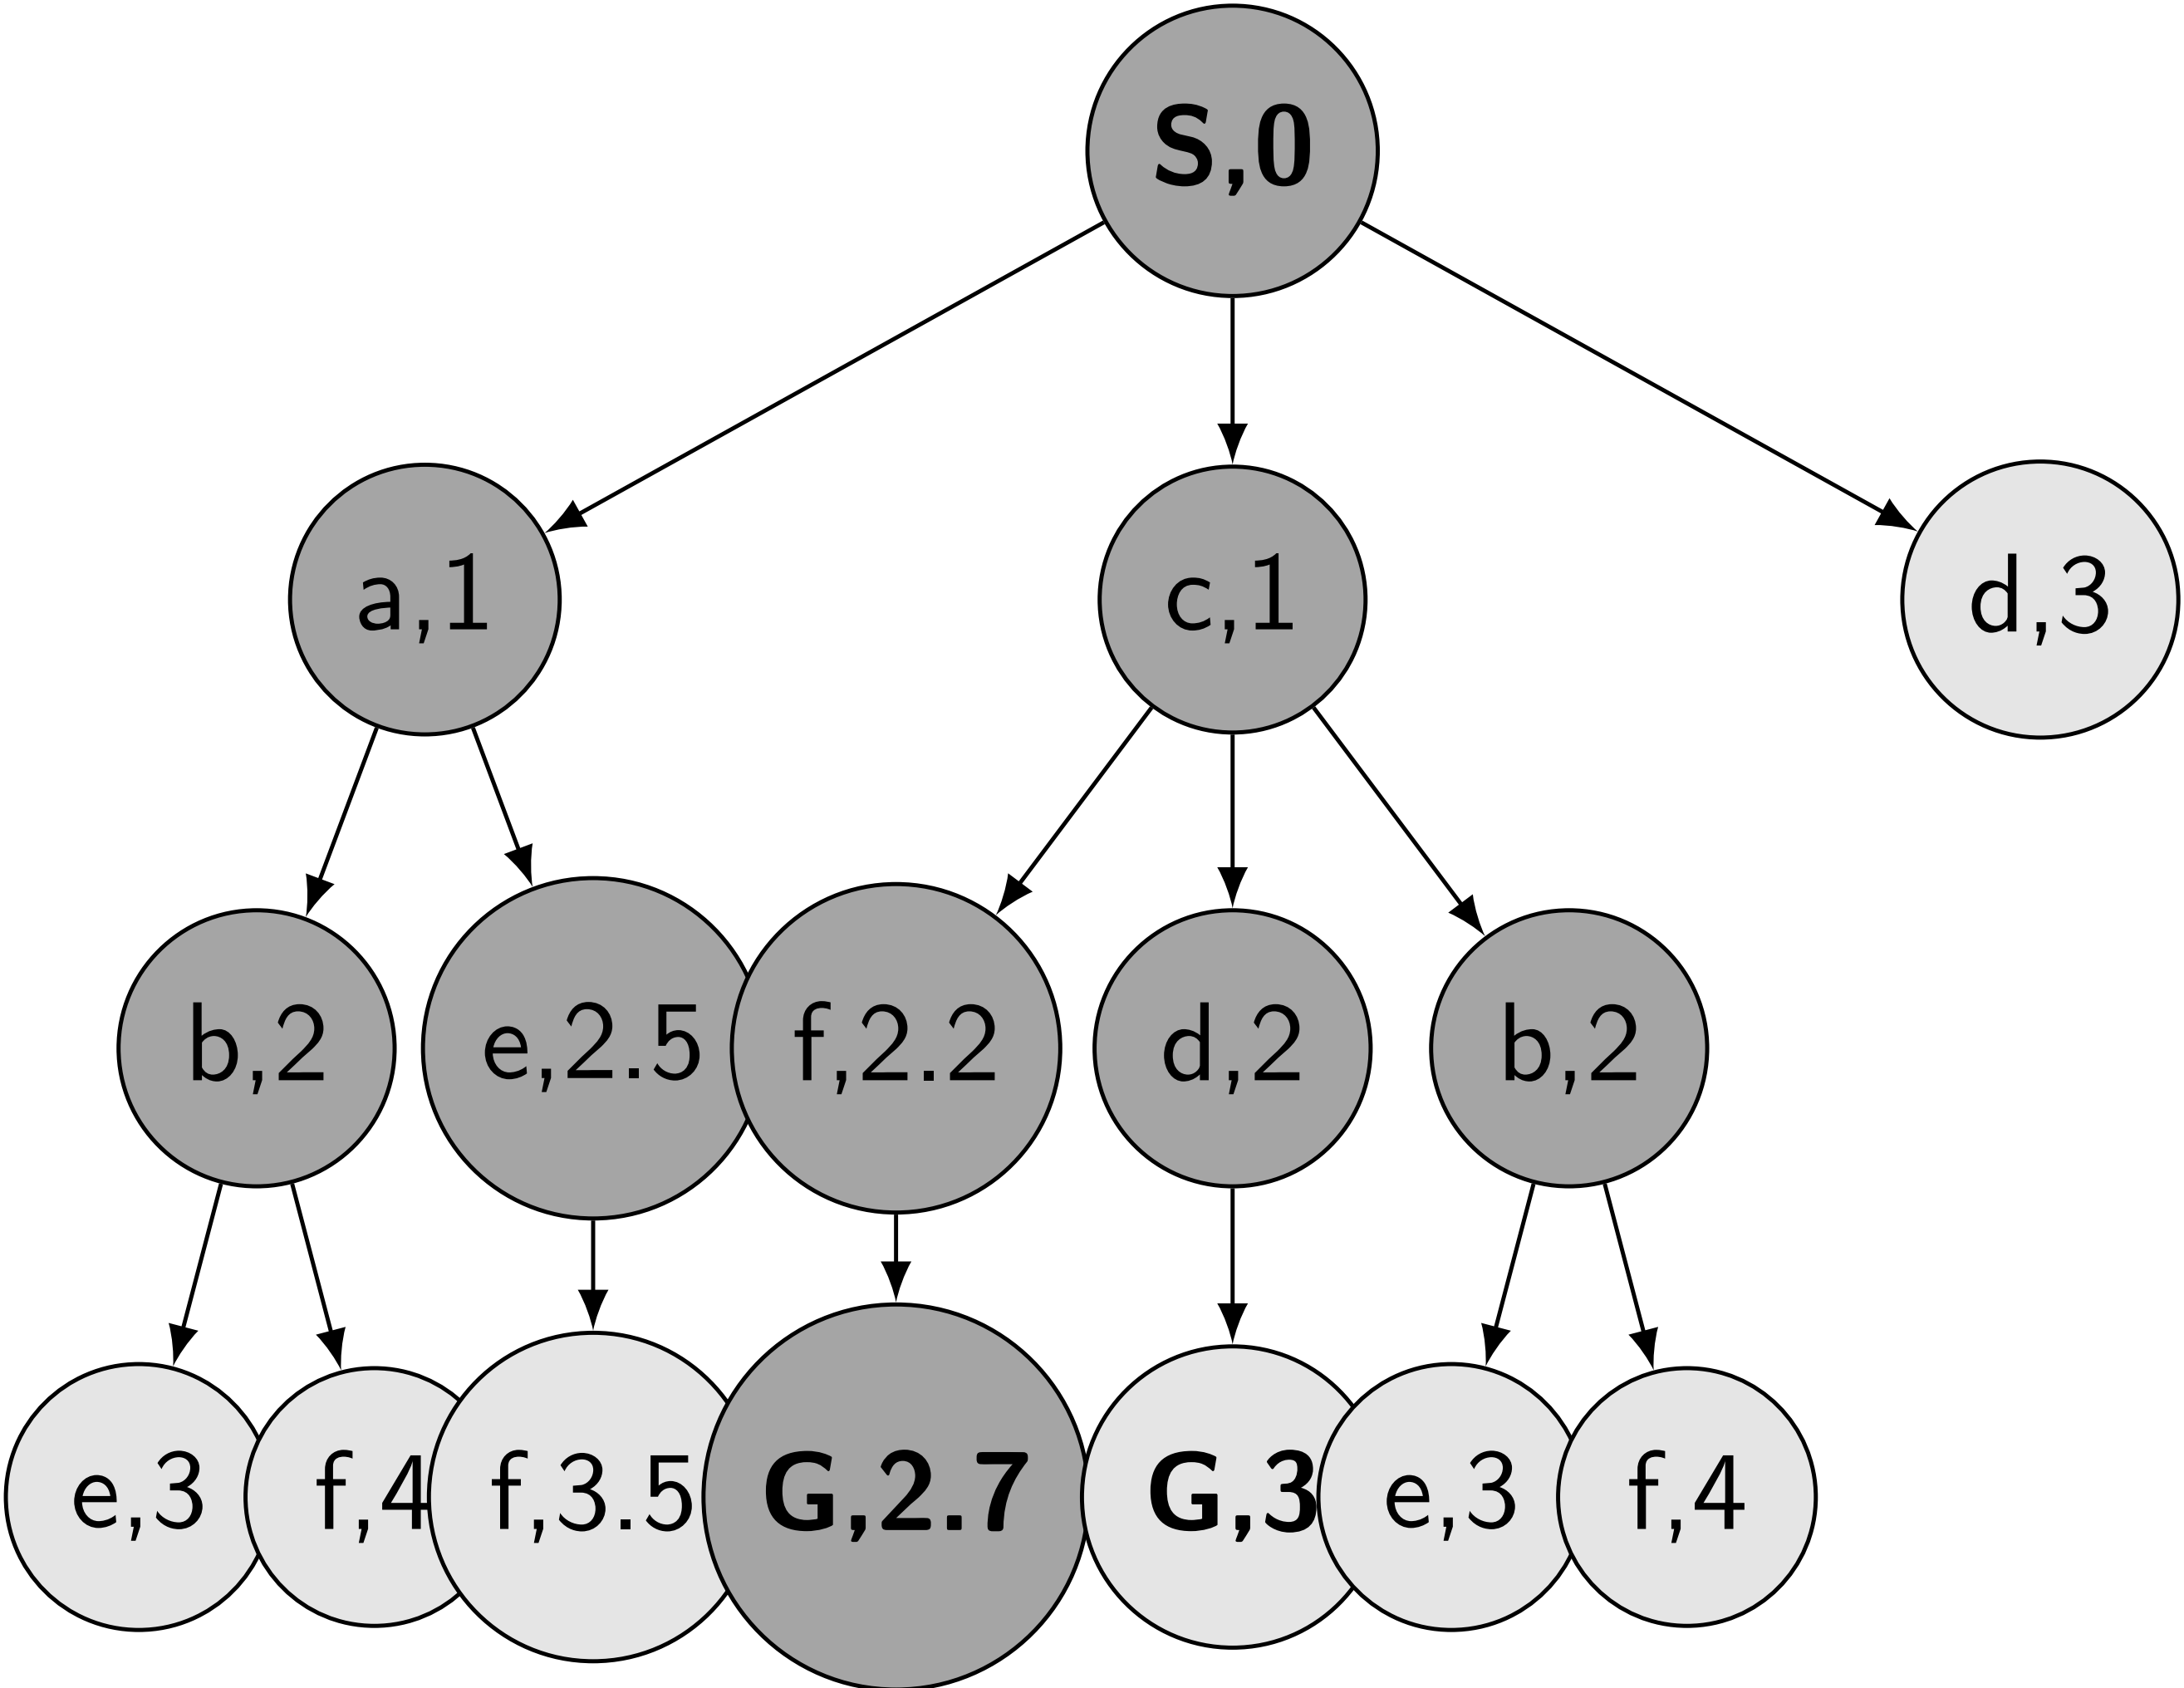 S,0
a,1
c,1
d,3
b,2
e,2.5
f,2.2
d,2
b,2
e,3
f,4
f,3.5
G,2.7
G,3
e,3
f,4